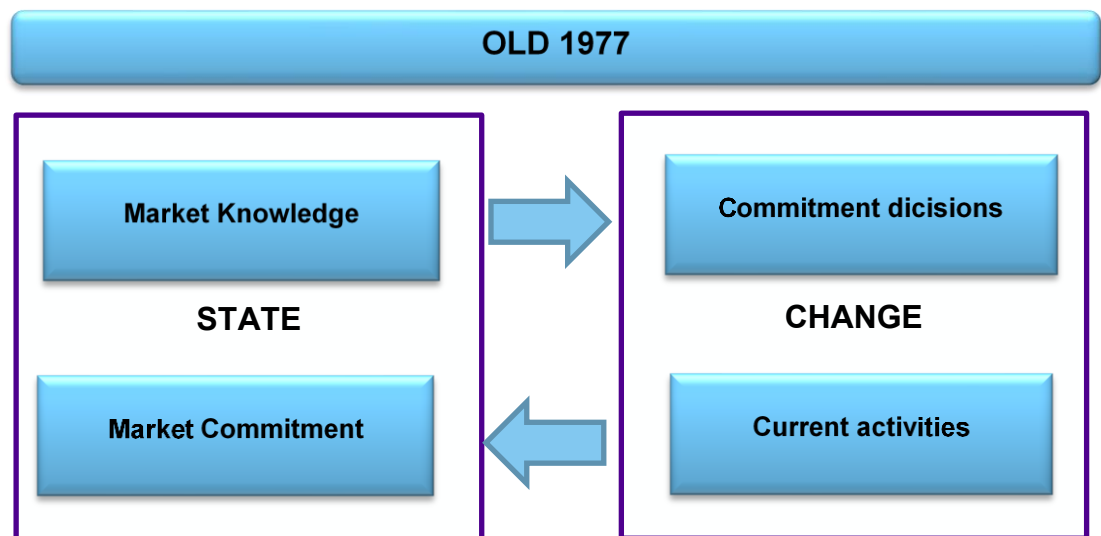 OLD 1977
Market Knowledge
STATE
Market Commitment
Commitment dicisions
CHANGE
Current activities